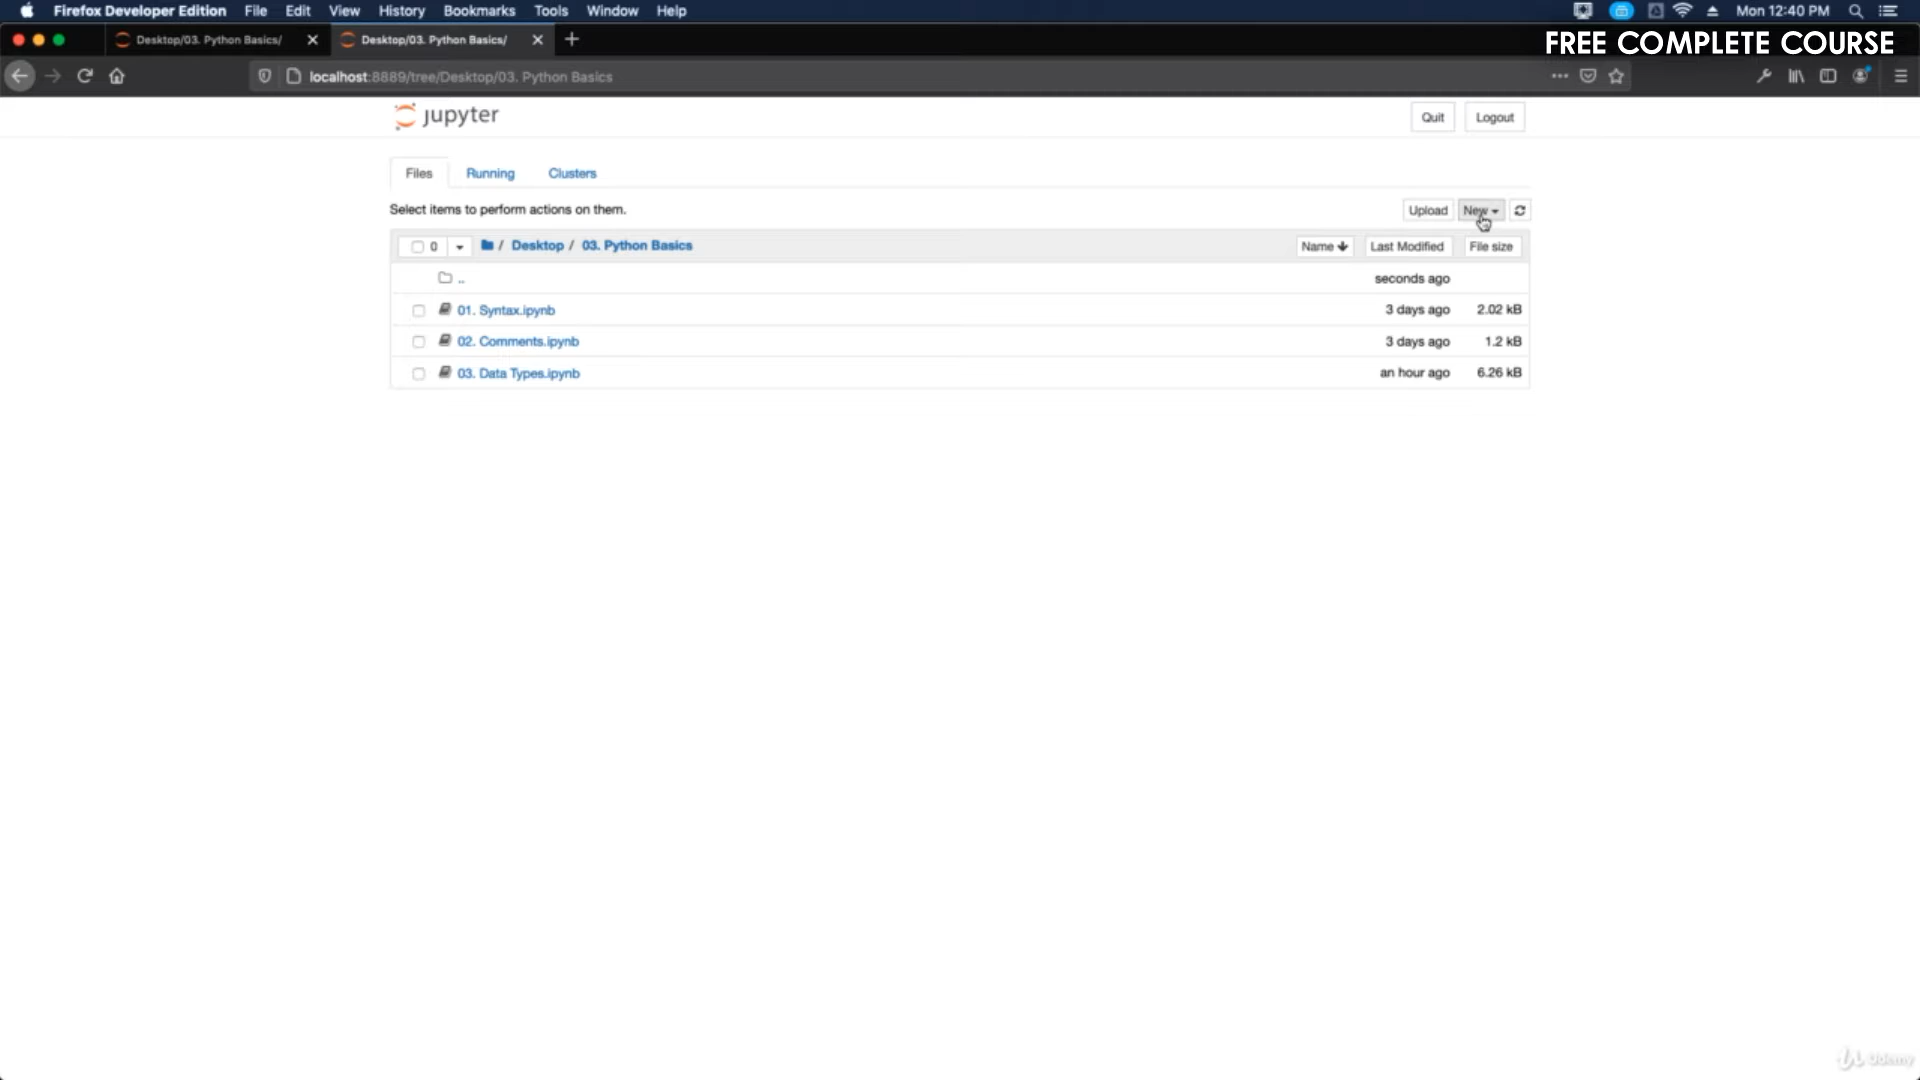 Firefox Developer Edition File Edit View History Bookmarks Tools Window Help Mon 12:40 PM
Desktop/03. Python Basics/ Desktop/03. Python Basics/
FREE COMPLETE COURSE
localhost:8889/tree/Desktop/03. Python Basics
jupyter Quit Logout
Files Running Clusters
Select items to perform actions on them. Upload New
0 / Desktop / 03. Python Basics Name Last Modified File size
.. seconds ago
01. Syntax.ipynb 3 days ago 2.02 kB
02. Comments.ipynb 3 days ago 1.2 kB
03. Data Types.ipynb an hour ago 6.26 kB
Udemy